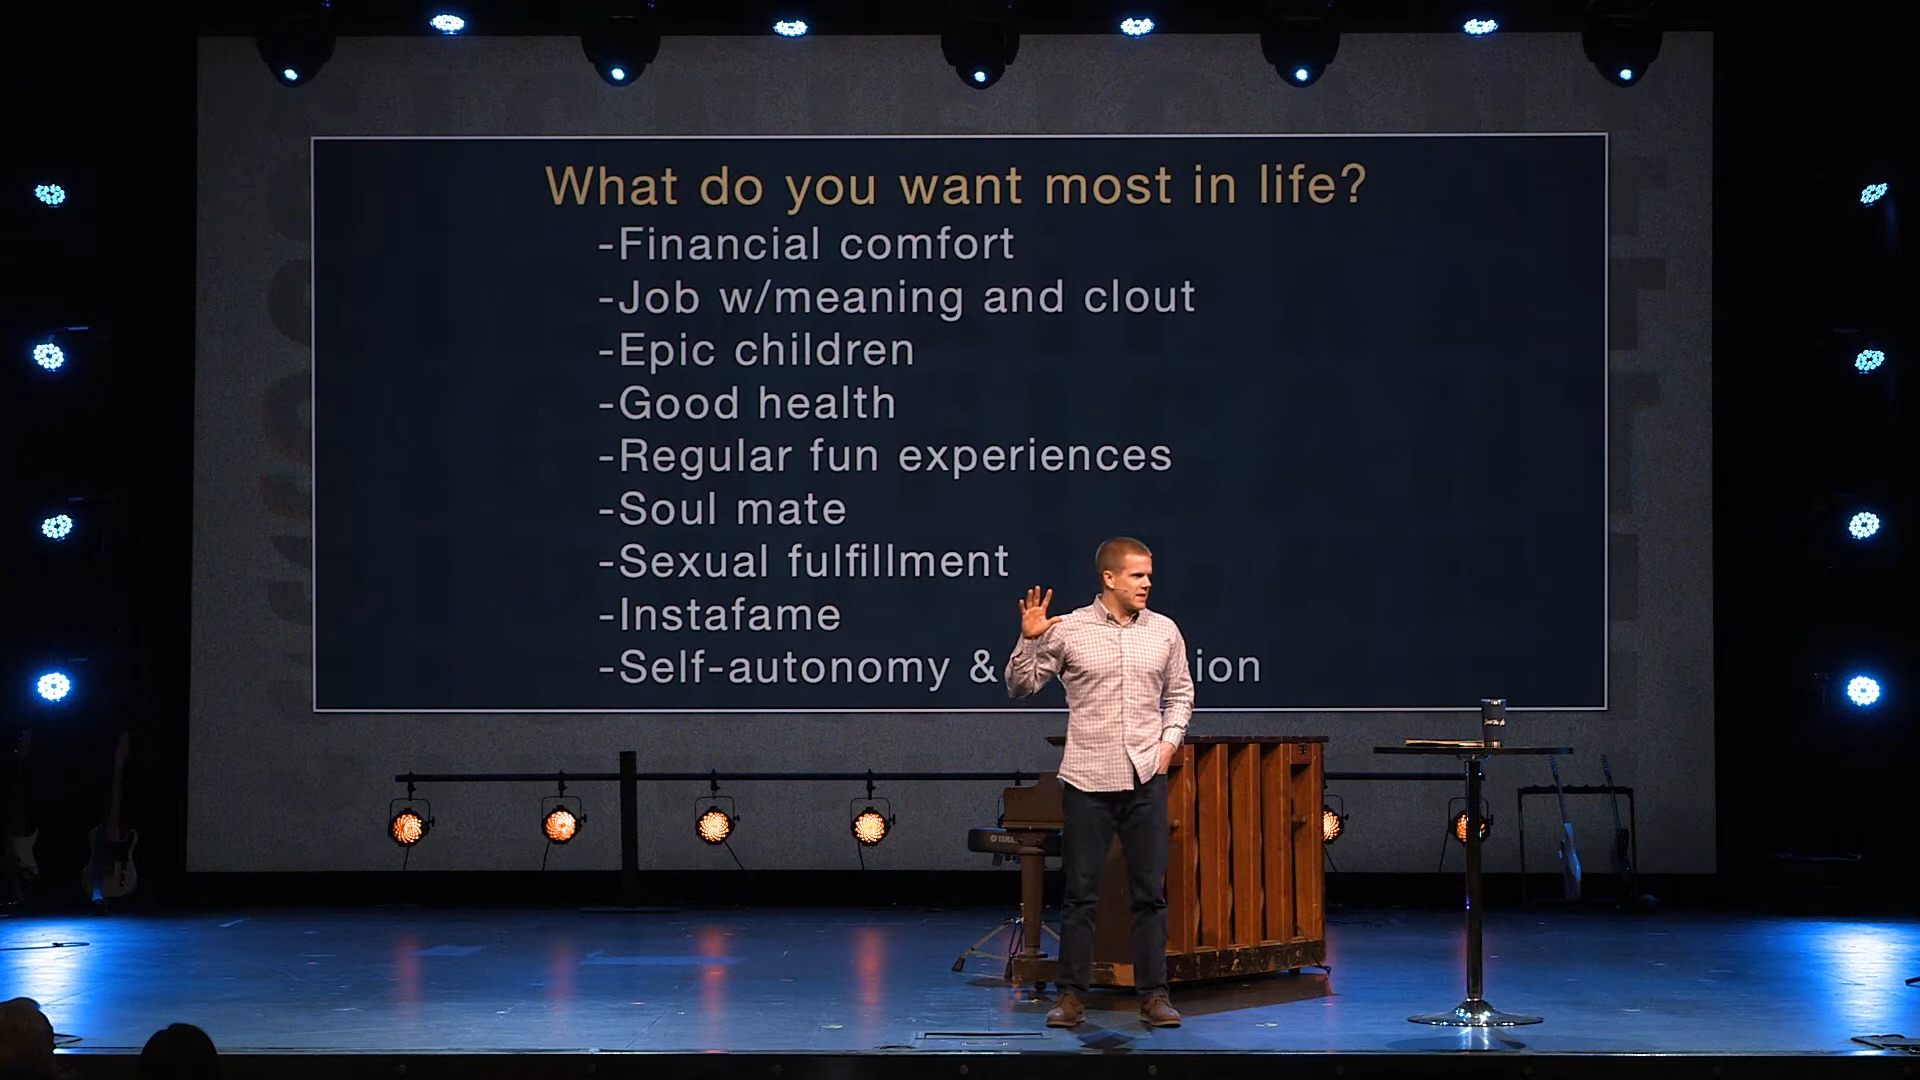 What do you want most in life?
-Financial comfort
-Job w/meaning and clout
-Epic children
-Good health
-Regular fun experiences
-Soul mate
-Sexual fulfillment
-Instafame
-Self-autonomy &